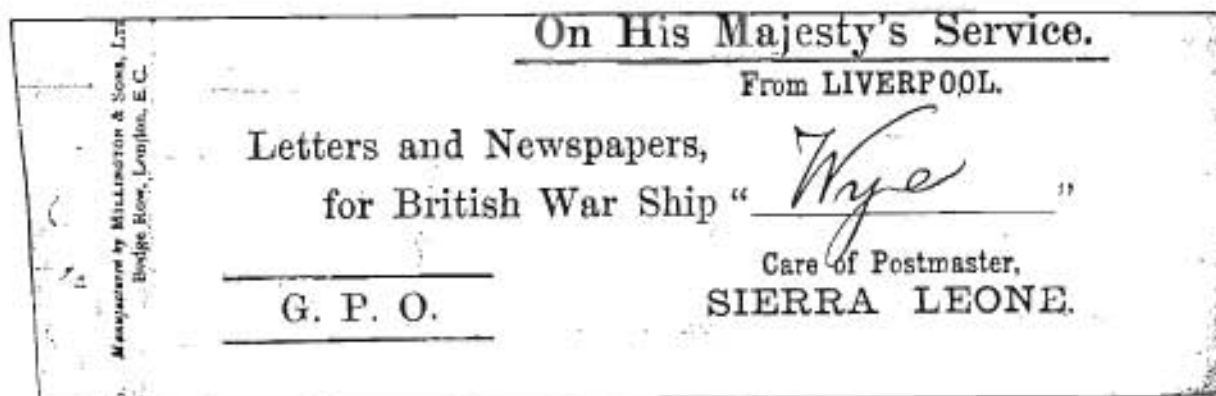 On His Majesty's Service.
From LIVERPOOL.
Letters and Newspapers,
for British War Ship “ Wye ”
Care of Postmaster,
SIERRA LEONE.
G. P. O.
Manufactured by MILLINGTON & SONS, LTD
Budge Row, London, E.C.